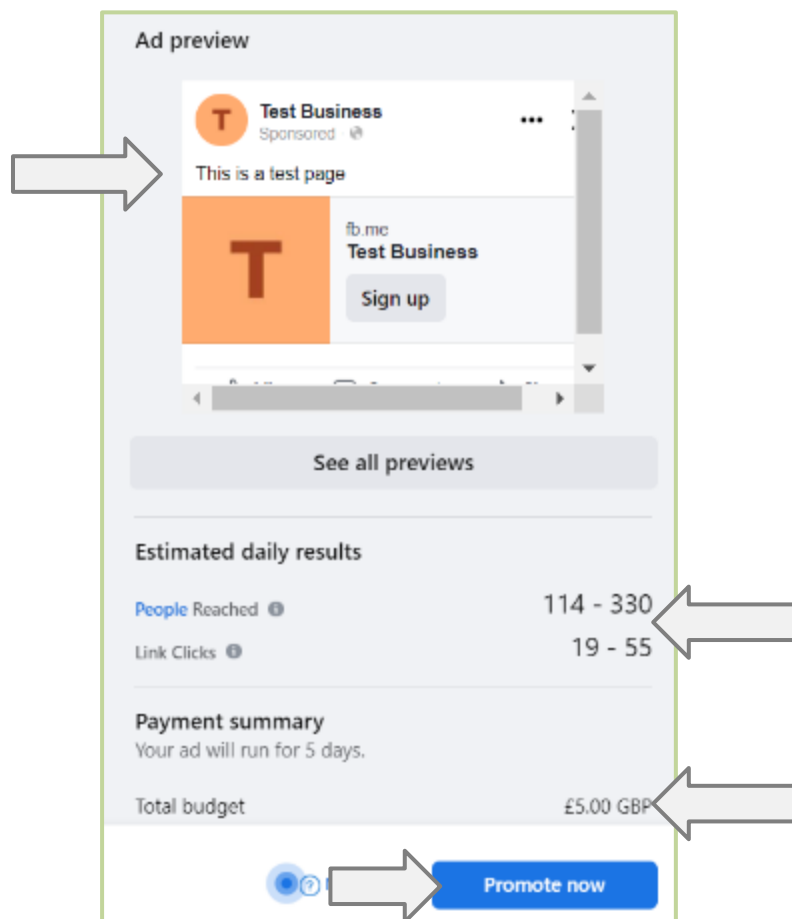 Ad preview
T
Test Business
Sponsored ·
This is a test page
T
fb.me
Test Business
Sign up
See all previews
Estimated daily results
People Reached
114 - 330
Link Clicks
19 - 55
Payment summary
Your ad will run for 5 days.
Total budget
£5.00 GBP
Promote now